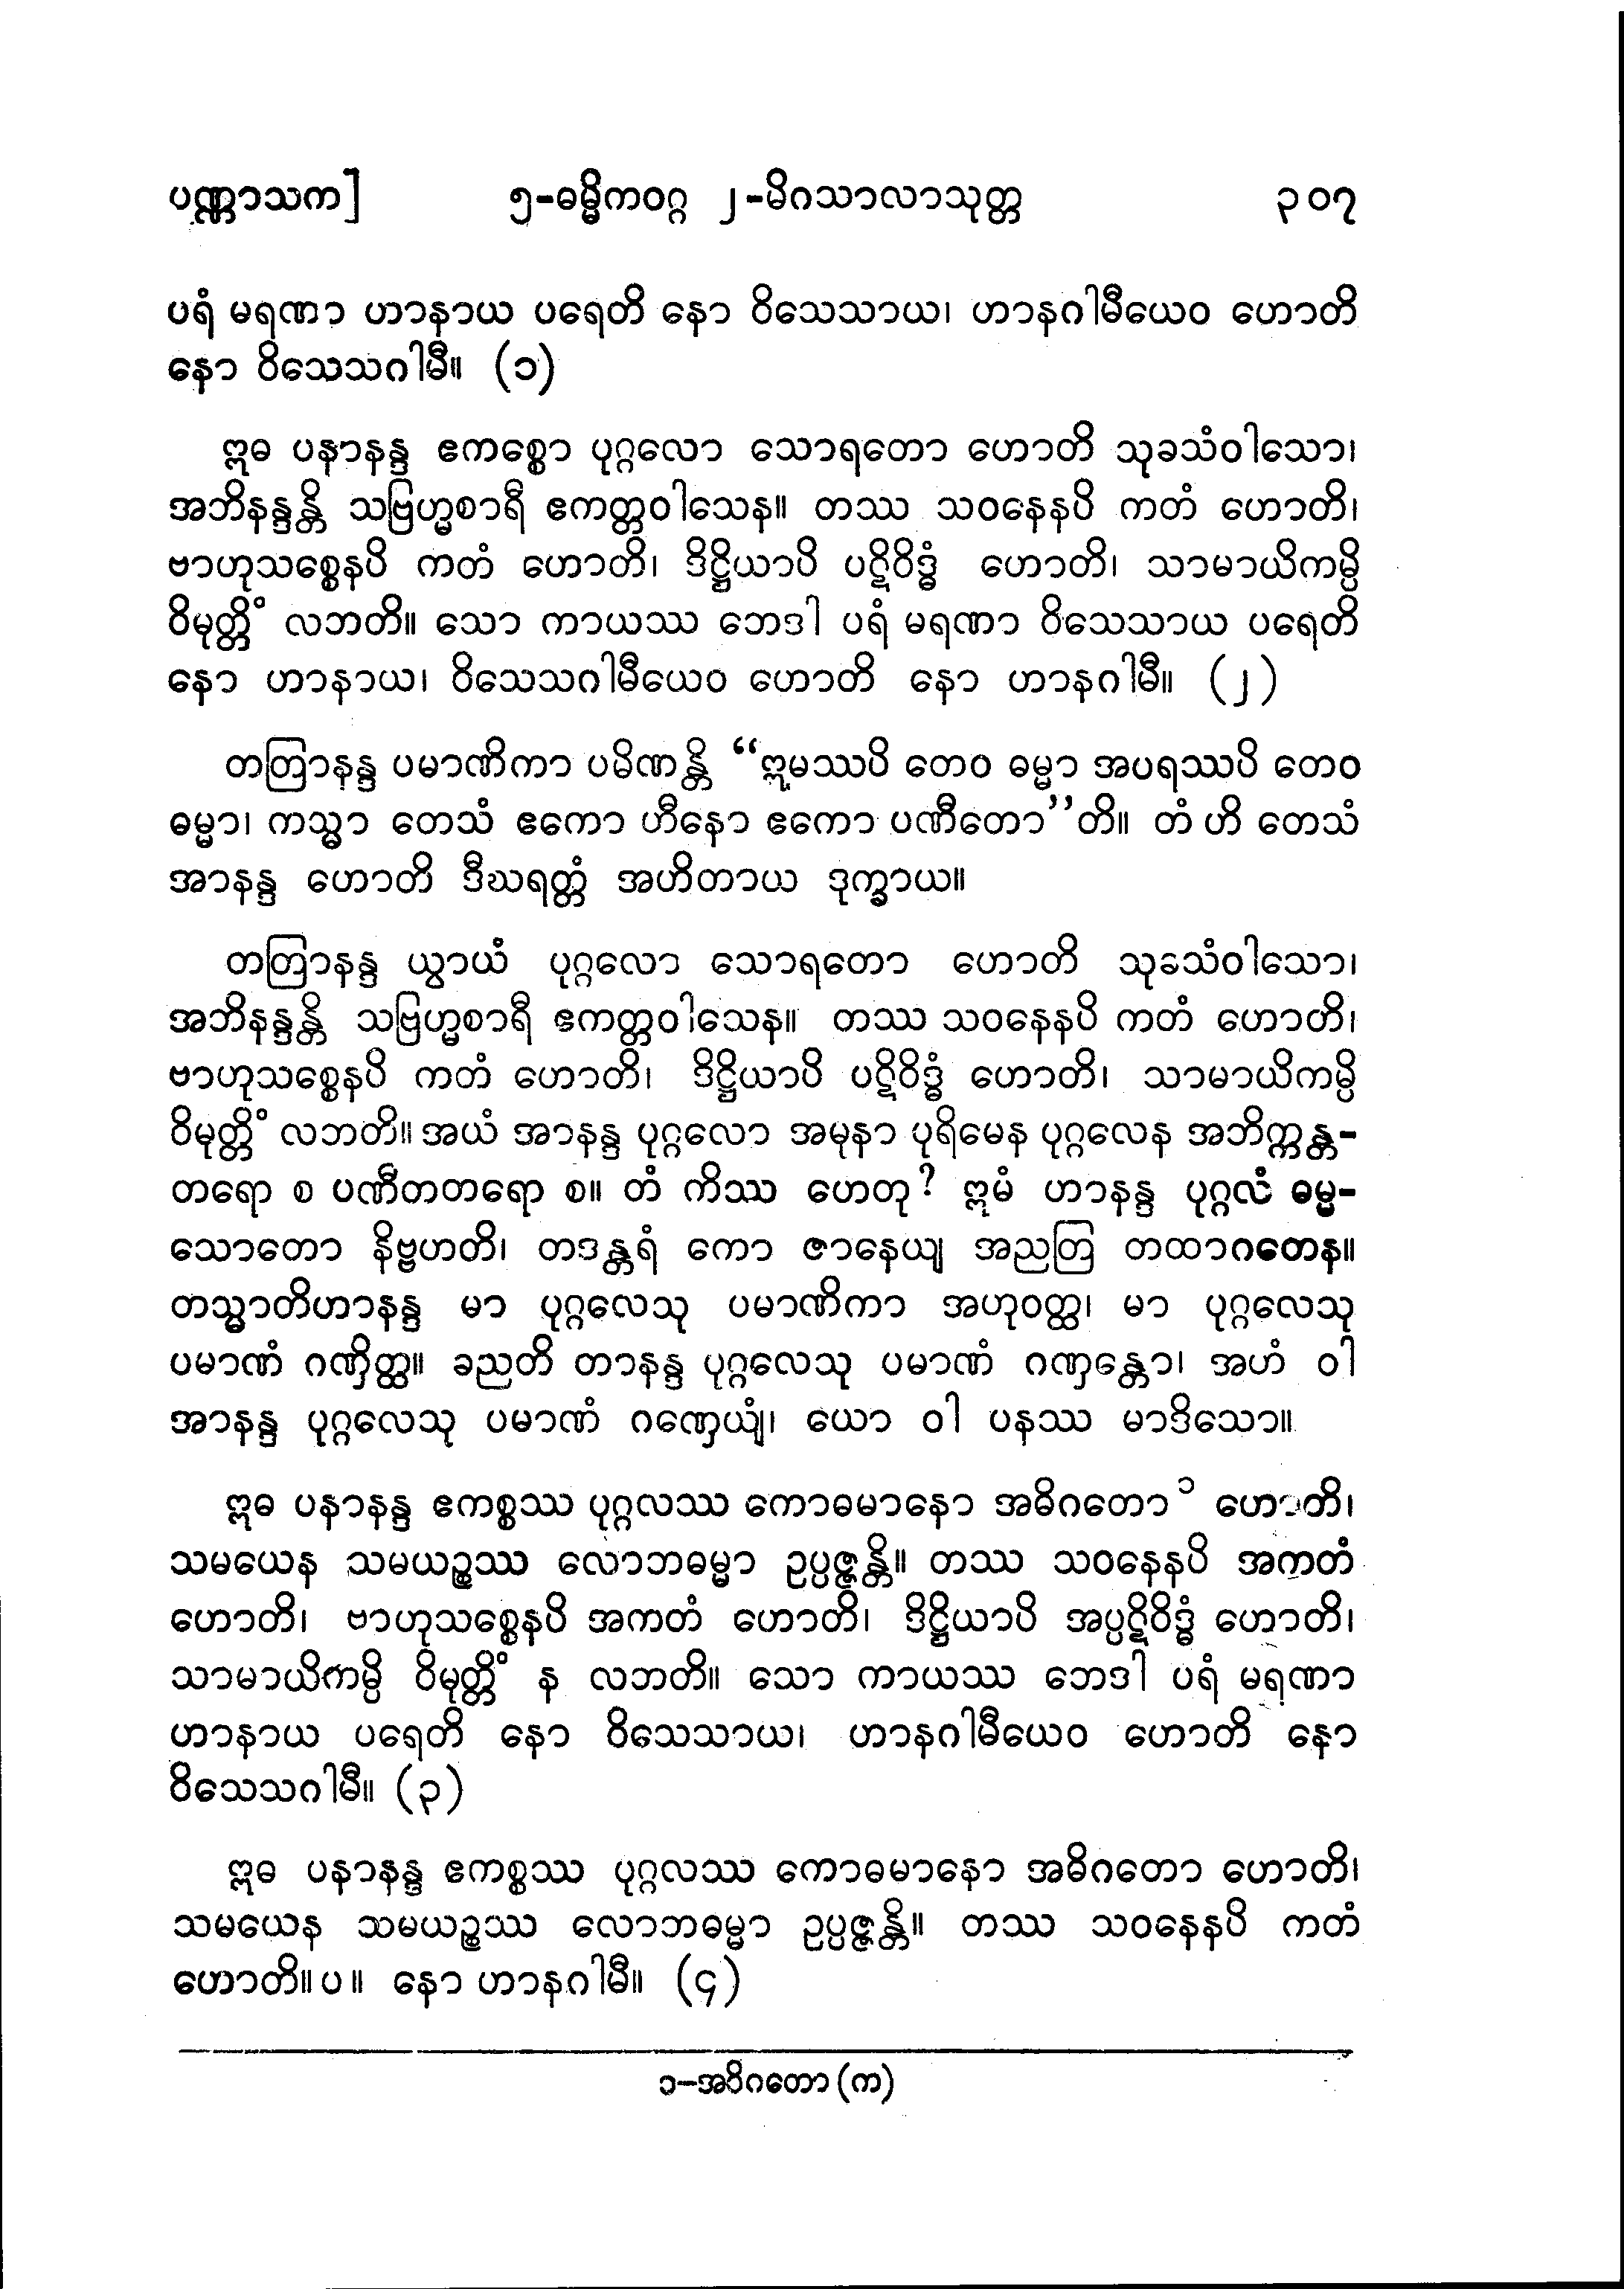 ပဏ္ဏာသက] ၅-ဓမ္မိကဝဂ္ဂ ၂-မိဂသာလာသုတ္တ ၃၀၇
ပရံ မရဏာ ဟာနာယ ပရေတိ နော ဝိသေသာယ၊ ဟာနဂါမီယေဝ ဟောတိ
နော ဝိသေသဂါမီ။ (၁)
ဣဓ ပနာနန္ဒ ဧကစ္စော ပုဂ္ဂလော သောရတော ဟောတိ သုခသံဝါသော၊
အဘိနန္ဒန္တိ သဗြဟ္မစာရီ ဧကတ္တဝါသေန။ တဿ သဝနေနပိ ကတံ ဟောတိ၊
ဗာဟုသစ္စေနပိ ကတံ ဟောတိ၊ ဒိဋ္ဌိယာပိ ပဋိဝိဒ္ဓံ ဟောတိ၊ သာမာယိကမ္ပိ
ဝိမုတ္တိံ လဘတိ။ သော ကာယဿ ဘေဒါ ပရံ မရဏာ ဝိသေသာယ ပရေတိ
နော ဟာနာယ၊ ဝိသေသဂါမီယေဝ ဟောတိ နော ဟာနဂါမီ။ (၂)
တတြာနန္ဒ ပမာဏိကာ ပမိဏန္တိ “ဣမဿပိ တေဝ ဓမ္မာ အပရဿပိ တေဝ
ဓမ္မာ၊ ကသ္မာ တေသံ ဧကော ဟီနော ဧကော ပဏီတော”တိ။ တံ ဟိ တေသံ
အာနန္ဒ ဟောတိ ဒီဃရတ္တံ အဟိတာယ ဒုက္ခာယ။
တတြာနန္ဒ ယွာယံ ပုဂ္ဂလော သောရတော ဟောတိ သုခသံဝါသော၊
အဘိနန္ဒန္တိ သဗြဟ္မစာရီ ဧကတ္တဝါသေန။ တဿ သဝနေနပိ ကတံ ဟောတိ၊
ဗာဟုသစ္စေနပိ ကတံ ဟောတိ၊ ဒိဋ္ဌိယာပိ ပဋိဝိဒ္ဓံ ဟောတိ၊ သာမာယိကမ္ပိ
ဝိမုတ္တိံ လဘတိ။ အယံ အာနန္ဒ ပုဂ္ဂလော အမုနာ ပုရိမေန ပုဂ္ဂလေန အဘိက္ကန္တ-
တရော စ ပဏီတတရော စ။ တံ ကိဿ ဟေတု? ဣမံ ဟာနန္ဒ ပုဂ္ဂလံ ဓမ္မ-
သောတော နိဗ္ဗဟတိ၊ တဒန္တရံ ကော ဇာနေယျ အညတြ တထာဂတေန။
တသ္မာတိဟာနန္ဒ မာ ပုဂ္ဂလေသု ပမာဏိကာ အဟုဝတ္ထ၊ မာ ပုဂ္ဂလေသု
ပမာဏံ ဂဏှိတ္ထ။ ခညတိ တာနန္ဒ ပုဂ္ဂလေသု ပမာဏံ ဂဏှန္တော၊ အဟံ ဝါ
အာနန္ဒ ပုဂ္ဂလေသု ပမာဏံ ဂဏှေယျံ၊ ယော ဝါ ပနဿ မာဒိသော။
ဣဓ ပနာနန္ဒ ဧကစ္စဿ ပုဂ္ဂလဿ ကောဓမာနော အဓိဂတော ၁ ဟောတိ၊
သမယေန သမယဉ္စဿ လောဘဓမ္မာ ဥပ္ပဇ္ဇန္တိ။ တဿ သဝနေနပိ အကတံ
ဟောတိ၊ ဗာဟုသစ္စေနပိ အကတံ ဟောတိ၊ ဒိဋ္ဌိယာပိ အပ္ပဋိဝိဒ္ဓံ ဟောတိ၊
သာမာယိကမ္ပိ ဝိမုတ္တိံ န လဘတိ။ သော ကာယဿ ဘေဒါ ပရံ မရဏာ
ဟာနာယ ပရေတိ နော ဝိသေသာယ၊ ဟာနဂါမီယေဝ ဟောတိ နော
ဝိသေသဂါမီ။ (၃)
ဣဓ ပနာနန္ဒ ဧကစ္စဿ ပုဂ္ဂလဿ ကောဓမာနော အဓိဂတော ဟောတိ၊
သမယေန သမယဉ္စဿ လောဘဓမ္မာ ဥပ္ပဇ္ဇန္တိ။ တဿ သဝနေနပိ ကတံ
ဟောတိ။ပ။ နော ဟာနဂါမီ။ (၄)
၁-အဝိဂတော (က)